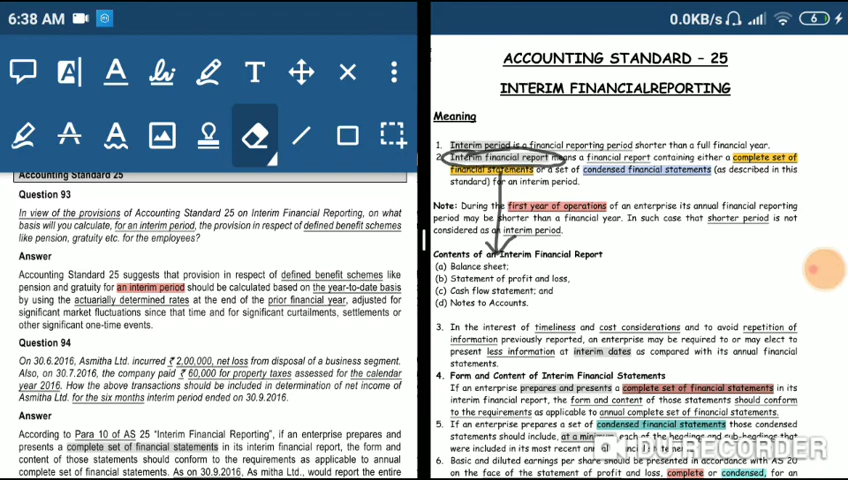 6:38 AM
0.0KB/s
6
T
Accounting Standard 25
Question 93
In view of the provisions of Accounting Standard 25 on Interim Financial Reporting, on what
basis will you calculate, for an interim period, the provision in respect of defined benefit schemes
like pension, gratuity etc. for the employees?
Answer
Accounting Standard 25 suggests that provision in respect of defined benefit schemes like
pension and gratuity for an interim period should be calculated based on the year-to-date basis
by using the actuarially determined rates at the end of the prior financial year, adjusted for
significant market fluctuations since that time and for significant curtailments, settlements or
other significant one-time events.
Question 94
On 30.6.2016, Asmitha Ltd. incurred ₹ 2,00,000, net loss from disposal of a business segment.
Also, on 30.7.2016, the company paid ₹ 60,000 for property taxes assessed for the calendar
year 2016. How the above transactions should be included in determination of net income of
Asmitha Ltd. for the six months interim period ended on 30.9.2016.
Answer
According to Para 10 of AS 25 “Interim Financial Reporting”, if an enterprise prepares and
presents a complete set of financial statements in its interim financial report, the form and
content of those statements should conform to the requirements as applicable to annual
complete set of financial statements. As on 30.9.2016, As mitha Ltd. would report the entire
ACCOUNTING STANDARD – 25
INTERIM FINANCIALREPORTING
Meaning
1. Interim period is a financial reporting period shorter than a full financial year.
2. Interim financial report means a financial report containing either a complete set of
financial statements or a set of condensed financial statements (as described in this
standard) for an interim period.
Note: During the first year of operations of an enterprise its annual financial reporting
period may be shorter than a financial year. In such case that shorter period is not
considered as an interim period.
Contents of an Interim Financial Report
(a) Balance sheet;
(b) Statement of profit and loss,
(c) Cash flow statement; and
(d) Notes to Accounts.
3. In the interest of timeliness and cost considerations and to avoid repetition of
information previously reported, an enterprise may be required to or may elect to
present less information at interim dates as compared with its annual financial
statements.
4. Form and Content of Interim Financial Statements
If an enterprise prepares and presents a complete set of financial statements in its
interim financial report, the form and content of those statements should conform
to the requirements as applicable to annual complete set of financial statements.
5. If an enterprise prepares a set of condensed financial statements those condensed
statements should include, at a minimum, each of the headings and sub-headings that
were included in its most recent annual financial statements.
6. Basic and diluted earnings per share should be presented in accordance with AS 20
on the face of the statement of profit and loss, complete or condensed, for an
DU RECORDER